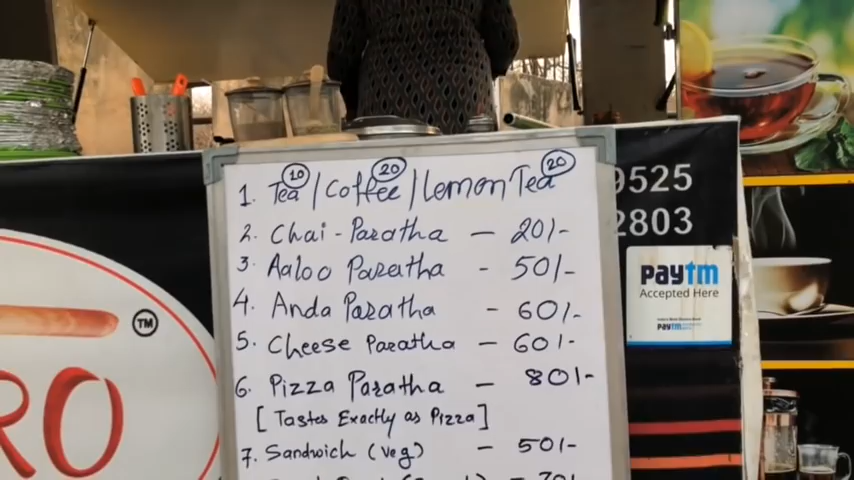 1. Tea (10) / Coffee (20) / Lemon Tea (20)
2. Chai - Paratha — 20/-
3. Aaloo Paratha - 50/-
4. Anda Paratha - 60/-
5. Cheese Paratha — 60/-
6. Pizza Paratha — 80/-
[Tastes Exactly as Pizza]
7. Sandwich (veg) - 50/-
9525
2803
paytm
Accepted Here
paytm
TM
RO